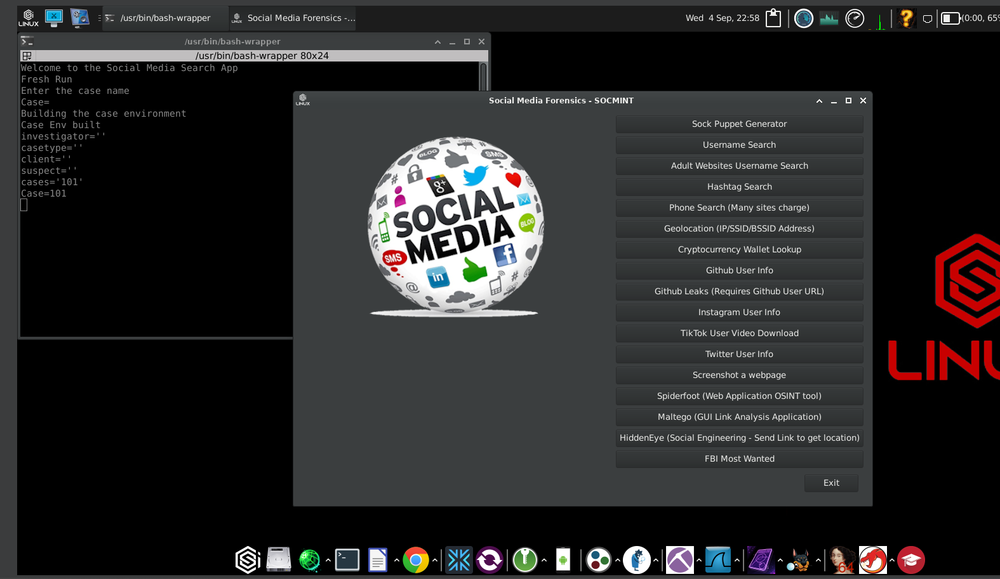 LINUX
/usr/bin/bash-wrapper
LINUX
Social Media Forensics -...
Wed 4 Sep, 22:58
(0:00, 65%
/usr/bin/bash-wrapper
/usr/bin/bash-wrapper 80x24
Welcome to the Social Media Search App
Fresh Run
Enter the case name
Case=
Building the case environment
Case Env built
investigator=''
casetype=''
client=''
suspect=''
cases='101'
Case=101
LINUX
Social Media Forensics - SOCMINT
BLOG
SMS
g+
SOCIAL
MEDIA
BLOG
SMS
f
in
@
#
Sock Puppet Generator
Username Search
Adult Websites Username Search
Hashtag Search
Phone Search (Many sites charge)
Geolocation (IP/SSID/BSSID Address)
Cryptocurrency Wallet Lookup
Github User Info
Github Leaks (Requires Github User URL)
Instagram User Info
TikTok User Video Download
Twitter User Info
Screenshot a webpage
Spiderfoot (Web Application OSINT tool)
Maltego (GUI Link Analysis Application)
HiddenEye (Social Engineering - Send Link to get location)
FBI Most Wanted
Exit
LINU
64